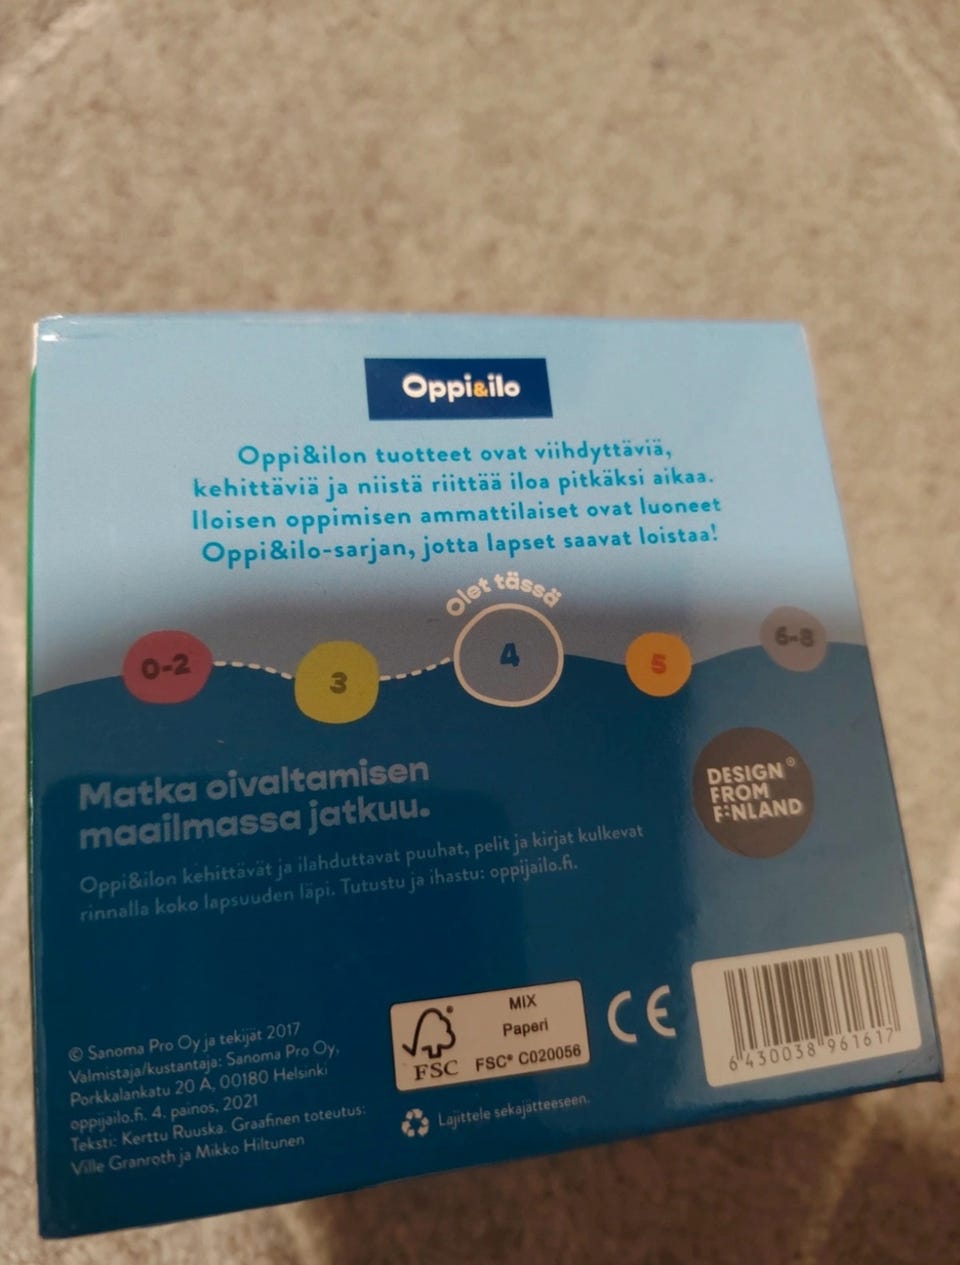 Oppi&ilo
Oppi&ilon tuotteet ovat viihdyttäviä,
kehittäviä ja niistä riittää iloa pitkäksi aikaa.
Iloisen oppimisen ammattilaiset ovat luoneet
Oppi&ilo-sarjan, jotta lapset saavat loistaa!
Olet tässä
0-2
3
4
5
6-8
Matka oivaltamisen
maailmassa jatkuu.
Oppi&ilon kehittävät ja ilahduttavat puuhat, pelit ja kirjat kulkevat
rinnalla koko lapsuuden läpi. Tutustu ja ihastu: oppijailo.fi.
DESIGN®
FROM
FINLAND
© Sanoma Pro Oy ja tekijät 2017
Valmistaja/kustantaja: Sanoma Pro Oy,
Porkkalankatu 20 A, 00180 Helsinki
oppijailo.fi. 4. painos, 2021
Teksti: Kerttu Ruuska. Graafinen toteutus:
Ville Granroth ja Mikko Hiltunen
FSC
MIX
Paperi
FSC® C020056
Lajittele sekajätteeseen.
CE
6 430038 961617